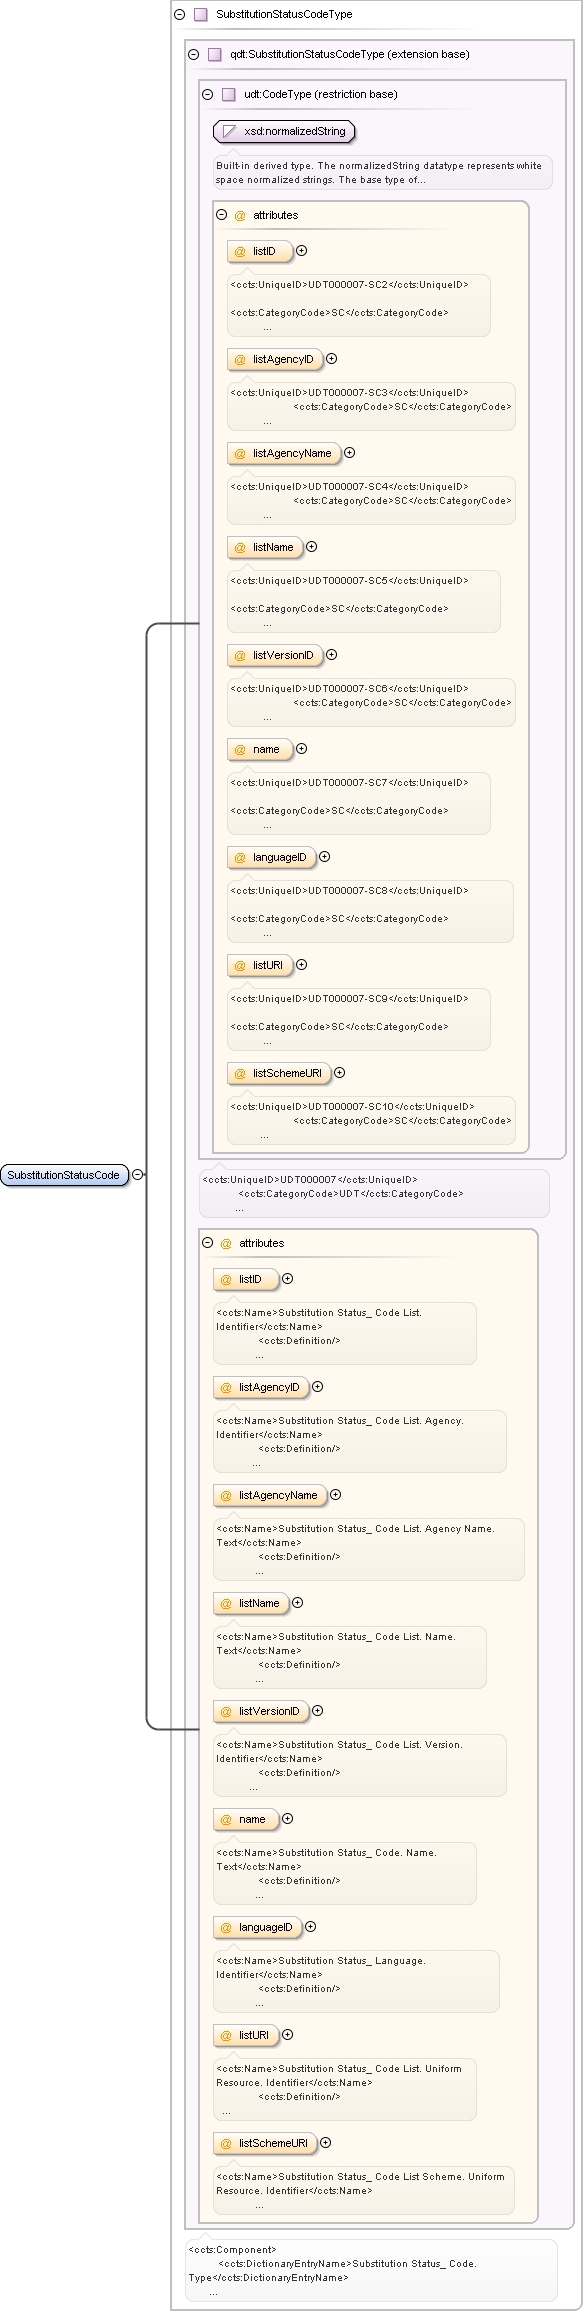 SubstitutionStatusCodeType
qdt:SubstitutionStatusCodeType (extension base)
udt:CodeType (restriction base)
xsd:normalizedString
Built-in derived type. The normalizedString datatype represents white
space normalized strings. The base type of...
@ attributes
@ listID
<ccts:UniqueID>UDT000007-SC2</ccts:UniqueID>
<ccts:CategoryCode>SC</ccts:CategoryCode>
...
@ listAgencyID
<ccts:UniqueID>UDT000007-SC3</ccts:UniqueID>
<ccts:CategoryCode>SC</ccts:CategoryCode>
...
@ listAgencyName
<ccts:UniqueID>UDT000007-SC4</ccts:UniqueID>
<ccts:CategoryCode>SC</ccts:CategoryCode>
...
@ listName
<ccts:UniqueID>UDT000007-SC5</ccts:UniqueID>
<ccts:CategoryCode>SC</ccts:CategoryCode>
...
@ listVersionID
<ccts:UniqueID>UDT000007-SC6</ccts:UniqueID>
<ccts:CategoryCode>SC</ccts:CategoryCode>
...
@ name
<ccts:UniqueID>UDT000007-SC7</ccts:UniqueID>
<ccts:CategoryCode>SC</ccts:CategoryCode>
...
@ languageID
<ccts:UniqueID>UDT000007-SC8</ccts:UniqueID>
<ccts:CategoryCode>SC</ccts:CategoryCode>
...
@ listURI
<ccts:UniqueID>UDT000007-SC9</ccts:UniqueID>
<ccts:CategoryCode>SC</ccts:CategoryCode>
...
@ listSchemeURI
<ccts:UniqueID>UDT000007-SC10</ccts:UniqueID>
<ccts:CategoryCode>SC</ccts:CategoryCode>
...
SubstitutionStatusCode
<ccts:UniqueID>UDT000007</ccts:UniqueID>
<ccts:CategoryCode>UDT</ccts:CategoryCode>
...
@ attributes
@ listID
<ccts:Name>Substitution Status_ Code List.
Identifier</ccts:Name>
<ccts:Definition/>
...
@ listAgencyID
<ccts:Name>Substitution Status_ Code List. Agency.
Identifier</ccts:Name>
<ccts:Definition/>
...
@ listAgencyName
<ccts:Name>Substitution Status_ Code List. Agency Name.
Text</ccts:Name>
<ccts:Definition/>
...
@ listName
<ccts:Name>Substitution Status_ Code List. Name.
Text</ccts:Name>
<ccts:Definition/>
...
@ listVersionID
<ccts:Name>Substitution Status_ Code List. Version.
Identifier</ccts:Name>
<ccts:Definition/>
...
@ name
<ccts:Name>Substitution Status_ Code. Name.
Text</ccts:Name>
<ccts:Definition/>
...
@ languageID
<ccts:Name>Substitution Status_ Language.
Identifier</ccts:Name>
<ccts:Definition/>
...
@ listURI
<ccts:Name>Substitution Status_ Code List. Uniform
Resource. Identifier</ccts:Name>
<ccts:Definition/>
...
@ listSchemeURI
<ccts:Name>Substitution Status_ Code List Scheme. Uniform
Resource. Identifier</ccts:Name>
...
<ccts:Component>
<ccts:DictionaryEntryName>Substitution Status_ Code.
Type</ccts:DictionaryEntryName>
...